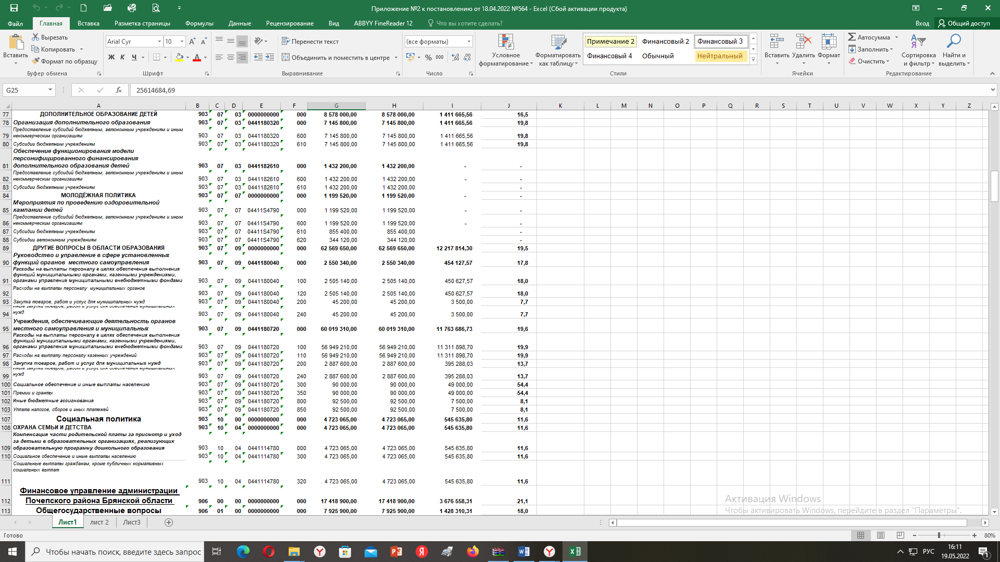 Приложение №2 к постановлению от 18.04.2022 №564 - Excel (Сбой активации продукта)
Файл Главная Вставка Разметка страницы Формулы Данные Рецензирование Вид ABBYY FineReader 12 Что вы хотите сделать? Вход Общий доступ
Вставить
Вырезать
Копировать
Формат по образцу
Буфер обмена
Arial Cyr 10
Ж К Ч
Шрифт
Перенести текст
Объединить и поместить в центре
Выравнивание
(все форматы)
% 000
Число
Условное форматирование
Форматировать как таблицу
Примечание 2 Финансовый 2 Финансовый 3
Финансовый 4 Обычный Нейтральный
Стили
Вставить Удалить Формат
Ячейки
Автосумма
Заполнить
Очистить
Сортировка и фильтр
Найти и выделить
Редактирование
G25 fx 25614684,69
A B C D E F G H I J K L M N O P Q R S T U V W X Y Z
77 ДОПОЛНИТЕЛЬНОЕ ОБРАЗОВАНИЕ ДЕТЕЙ 903 07 03 0000000000 000 8 578 000,00 8 578 000,00 1 411 665,56 16,5
78 Организация дополнительного образования 903 07 03 0441180320 000 7 145 800,00 7 145 800,00 1 411 665,56 19,8
Предоставление субсидий бюджетным, автономным учреждениям и иным
79 некоммерческим организациям 903 07 03 0441180320 600 7 145 800,00 7 145 800,00 1 411 665,56 19,8
80 Субсидии бюджетным учреждениям 903 07 03 0441180320 610 7 145 800,00 7 145 800,00 1 411 665,56 19,8
Обеспечение функционирования модели
персонифицированного финансирования
81 дополнительного образования детей 903 07 03 0441182610 000 1 432 200,00 1 432 200,00 - -
Предоставление субсидий бюджетным, автономным учреждениям и иным
82 некоммерческим организациям 903 07 03 0441182610 600 1 432 200,00 1 432 200,00 - -
83 Субсидии бюджетным учреждениям 903 07 03 0441182610 610 1 432 200,00 1 432 200,00 -
84 МОЛОДЁЖНАЯ ПОЛИТИКА 903 07 07 0000000000 000 1 199 520,00 1 199 520,00 - -
Мероприятия по проведению оздоровительной
85 кампании детей 903 07 07 04411S4790 000 1 199 520,00 1 199 520,00 - -
Предоставление субсидий бюджетным, автономным учреждениям и иным
86 некоммерческим организациям 903 07 07 04411S4790 600 1 199 520,00 1 199 520,00 - -
87 Субсидии бюджетным учреждениям 903 07 07 04411S4790 610 855 400,00 855 400,00 -
88 Субсидии автономным учреждениям 903 07 07 04411S4790 620 344 120,00 344 120,00 -
89 ДРУГИЕ ВОПРОСЫ В ОБЛАСТИ ОБРАЗОВАНИЯ 903 07 09 0000000000 000 62 569 650,00 62 569 650,00 12 217 814,30 19,5
Руководство и управление в сфере установленных
90 функций органов местного самоуправления 903 07 09 0441180040 000 2 550 340,00 2 550 340,00 454 127,57 17,8
Расходы на выплаты персоналу в целях обеспечения выполнения
функций муниципальными органами, казенными учреждениями,
91 органами управления муниципальными внебюджетными фондами 903 07 09 0441180040 100 2 505 140,00 2 505 140,00 450 627,57 18,0
92 Расходы на выплаты персоналу муниципальных органов 903 07 09 0441180040 120 2 505 140,00 2 505 140,00 450 627,57 18,0
93 Закупка товаров, работ и услуг для муниципальных нужд 903 07 09 0441180040 200 45 200,00 45 200,00 3 500,00 7,7
Иные закупки товаров, работ и услуг для обеспечения муниципальных
94 нужд 903 07 09 0441180040 240 45 200,00 45 200,00 3 500,00 7,7
Учреждения, обеспечивающие деятельность органов
95 местного самоуправления и муниципальных 903 07 09 0441180720 000 60 019 310,00 60 019 310,00 11 763 686,73 19,6
Расходы на выплаты персоналу в целях обеспечения выполнения
функций муниципальными органами, казенными учреждениями,
96 органами управления муниципальными внебюджетными фондами 903 07 09 0441180720 100 56 949 210,00 56 949 210,00 11 311 898,70 19,9
97 Расходы на выплату персоналу казенных учреждений 903 07 09 0441180720 110 56 949 210,00 56 949 210,00 11 311 898,70 19,9
98 Закупка товаров, работ и услуг для муниципальных нужд 903 07 09 0441180720 200 2 887 600,00 2 887 600,00 395 288,03 13,7
Иные закупки товаров, работ и услуг для обеспечения муниципальных
99 нужд 903 07 09 0441180720 240 2 887 600,00 2 887 600,00 395 288,03 13,7
100 Социальное обеспечение и иные выплаты населению 903 07 09 0441180720 300 90 000,00 90 000,00 49 000,00 54,4
101 Премии и гранты 903 07 09 0441180720 350 90 000,00 90 000,00 49 000,00 54,4
102 Иные бюджетные ассигнования 903 07 09 0441180720 800 92 500,00 92 500,00 7 500,00 8,1
103 Уплата налогов, сборов и иных платежей 903 07 09 0441180720 850 92 500,00 92 500,00 7 500,00 8,1
107 Социальная политика 903 10 00 0000000000 000 4 723 065,00 4 723 065,00 545 635,80 11,6
108 ОХРАНА СЕМЬИ И ДЕТСТВА 903 10 04 0000000000 000 4 723 065,00 4 723 065,00 545 635,80 11,6
Компенсация части родительской платы за присмотр и уход
за детьми в образовательных организациях, реализующих
109 образовательную программу дошкольного образования 903 10 04 0441114780 000 4 723 065,00 4 723 065,00 545 635,80 11,6
110 Социальное обеспечение и иные выплаты населению 903 10 04 0441114780 300 4 723 065,00 4 723 065,00 545 635,80 11,6
Социальные выплаты гражданам, кроме публичных нормативных
социальных выплат
111 903 10 04 0441114780 320 4 723 065,00 4 723 065,00 545 635,80 11,6
Финансовое управление администрации
112 Почепского района Брянской области 906 00 00 0000000000 000 17 418 900,00 17 418 900,00 3 676 558,31 21,1
113 Общегосударственные вопросы 906 01 00 0000000000 000 7 925 900,00 7 925 900,00 1 428 310,31 18,0
Активация Windows
Чтобы активировать Windows, перейдите в раздел "Параметры".
Лист1 лист 2 Лист3
Готово 80%
Чтобы начать поиск, введите здесь запрос
РУС 16:11
19.05.2022
1